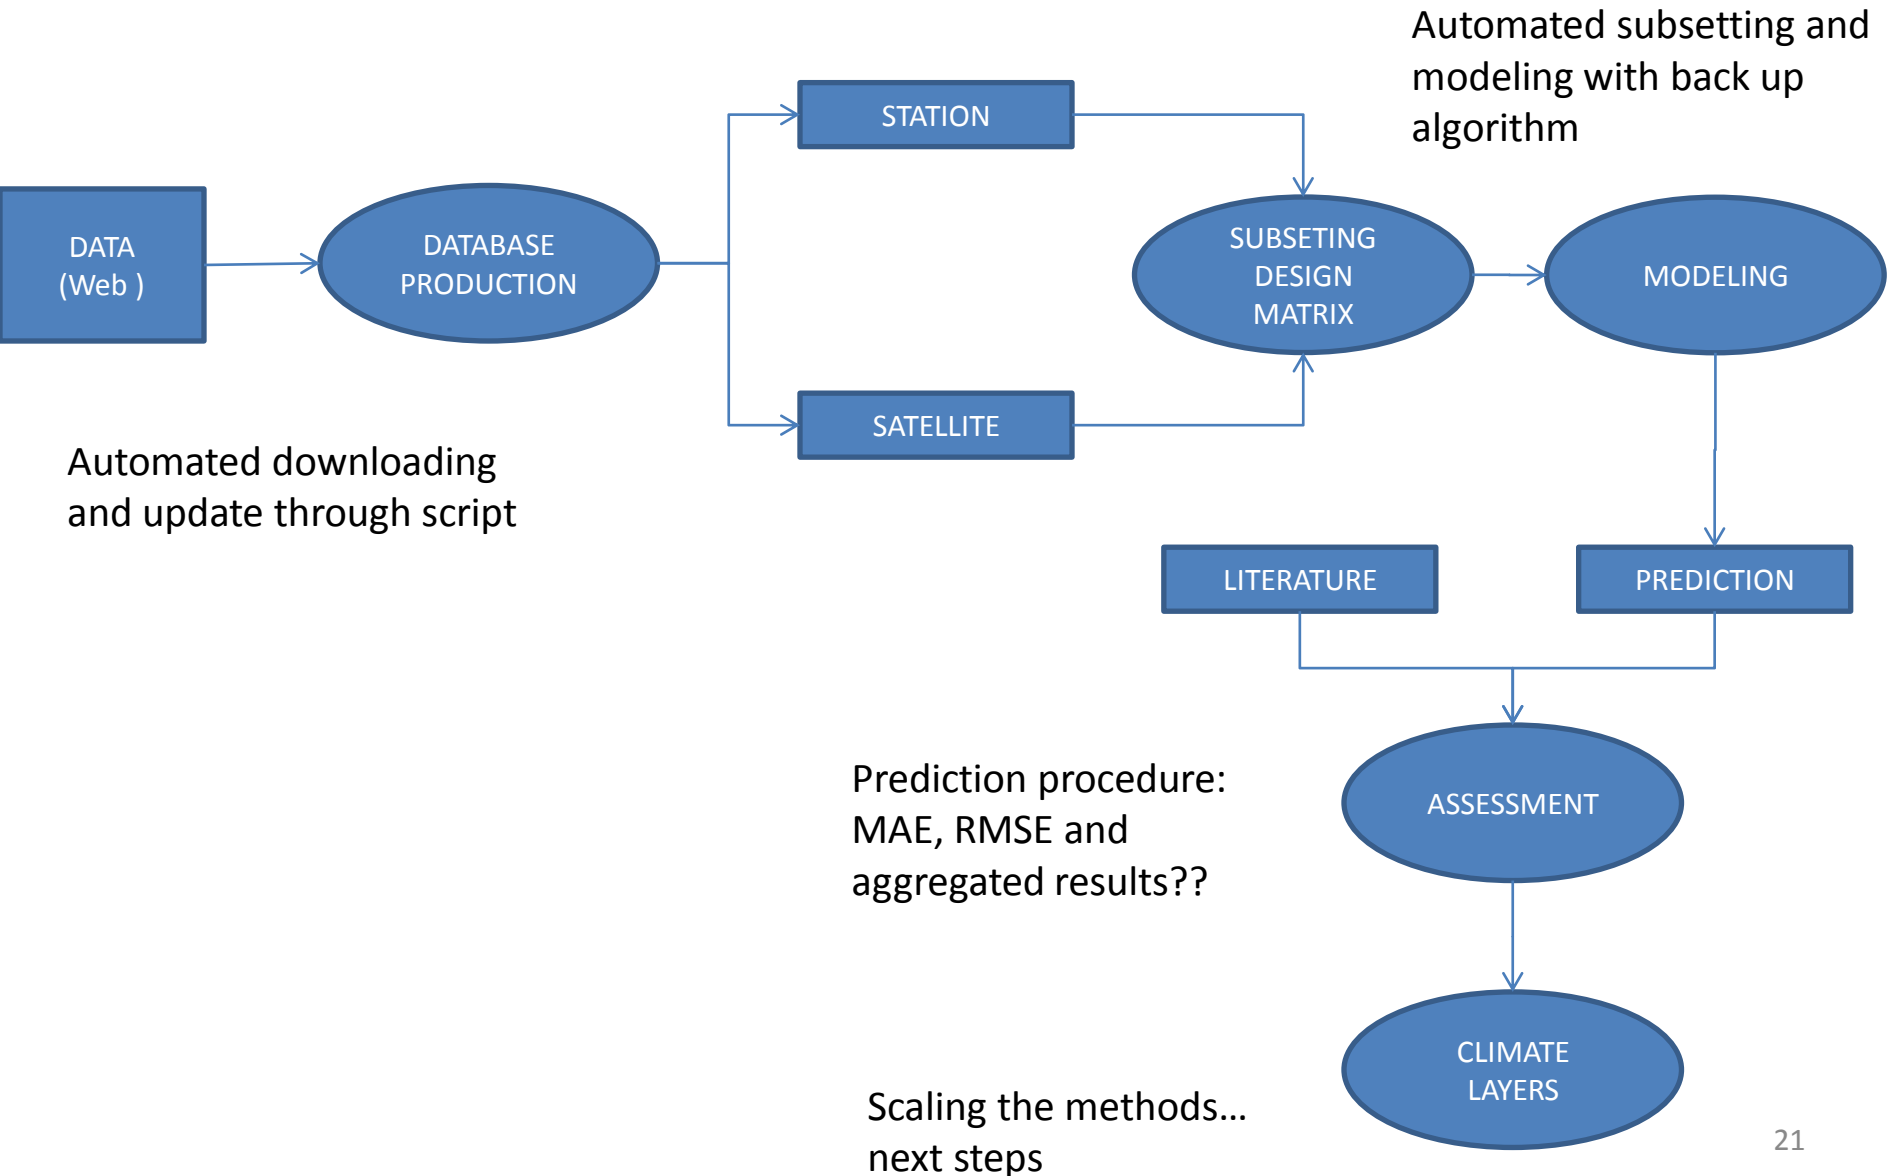 Automated subsetting and
modeling with back up
algorithm
STATION
DATA
(Web )
DATABASE
PRODUCTION
SUBSETING
DESIGN
MATRIX
MODELING
SATELLITE
Automated downloading
and update through script
LITERATURE
PREDICTION
Prediction procedure:
MAE, RMSE and
aggregated results??
ASSESSMENT
CLIMATE
LAYERS
Scaling the methods…
next steps
21